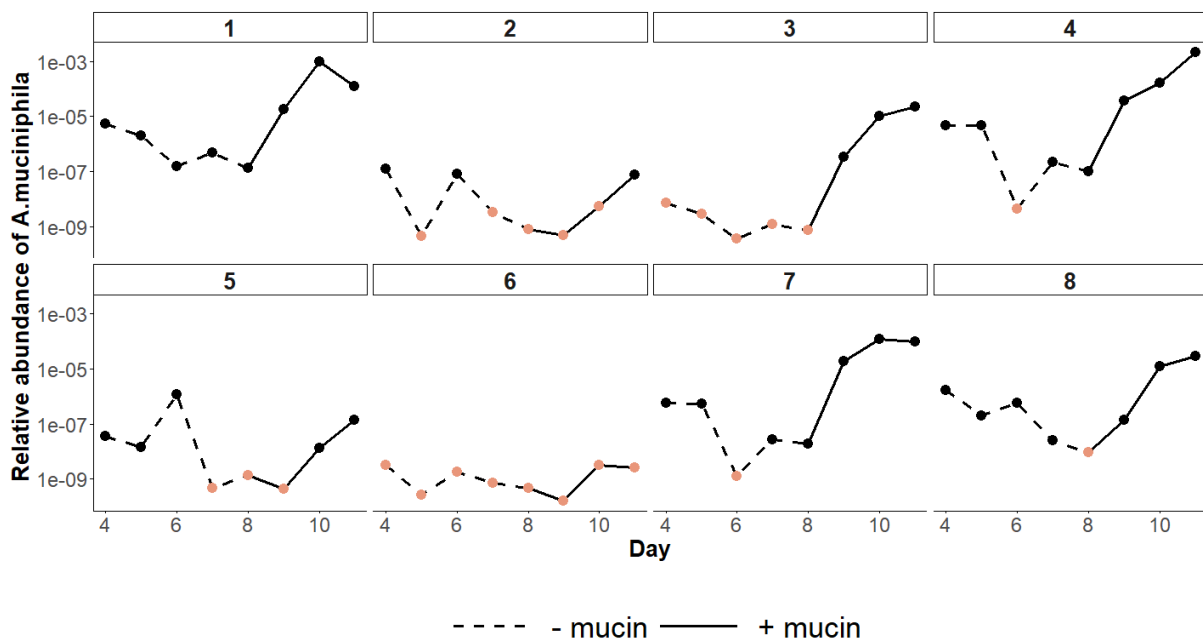 1 2 3 4
1e-03
1e-05
1e-07
1e-09
5 6 7 8
1e-03
1e-05
1e-07
1e-09
4 6 8 10 4 6 8 10 4 6 8 10 4 6 8 10
Relative abundance of A.muciniphila
Day
- mucin + mucin